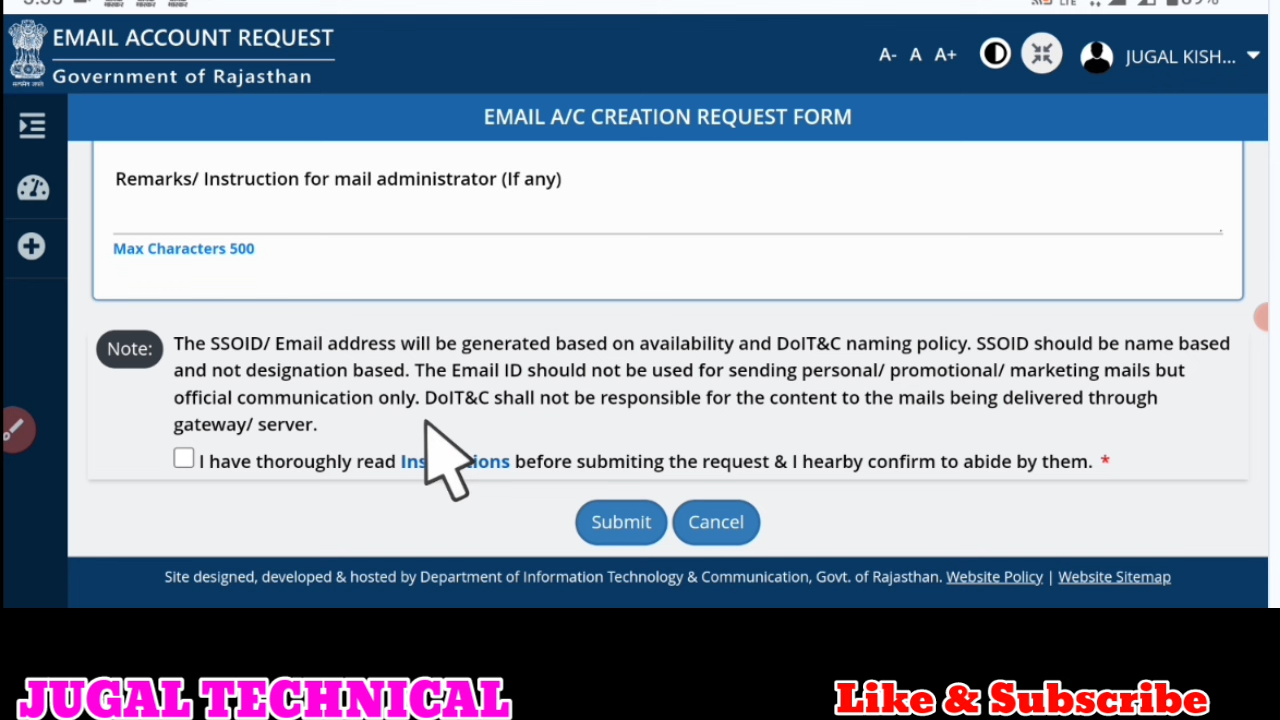 EMAIL ACCOUNT REQUEST
Government of Rajasthan
A- A A+
JUGAL KISH...
EMAIL A/C CREATION REQUEST FORM
Remarks/ Instruction for mail administrator (If any)
Max Characters 500
Note:
The SSOID/ Email address will be generated based on availability and DoIT&C naming policy. SSOID should be name based
and not designation based. The Email ID should not be used for sending personal/ promotional/ marketing mails but
official communication only. DoIT&C shall not be responsible for the content to the mails being delivered through
gateway/ server.
I have thoroughly read before submiting the request & I hearby confirm to abide by them. *
Submit Cancel
Site designed, developed & hosted by Department of Information Technology & Communication, Govt. of Rajasthan. Website Policy | Website Sitemap
JUGAL TECHNICAL
Like & Subscribe